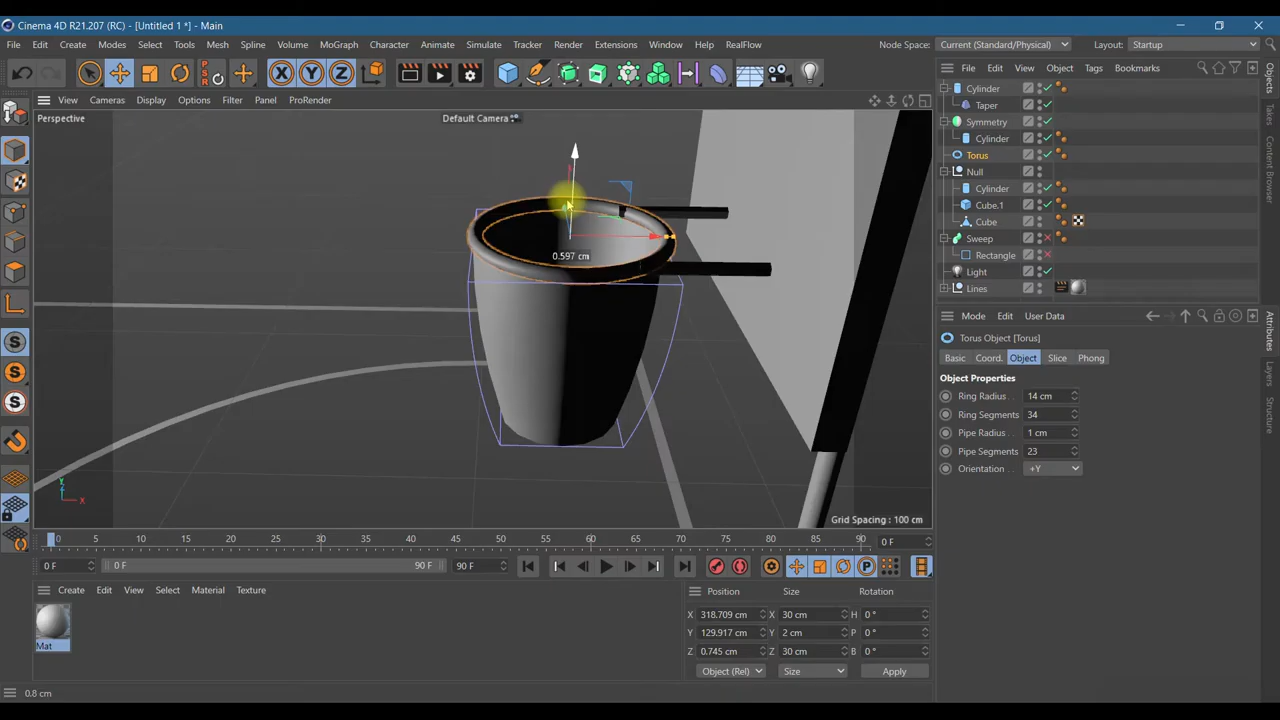 Cinema 4D R21.207 (RC) - [Untitled 1 *] - Main
File Edit Create Modes Select Tools Mesh Spline Volume MoGraph Character Animate Simulate Tracker Render Extensions Window Help RealFlow Node Space: Current (Standard/Physical) Layout: Startup
X Y Z PSR
File Edit View Object Tags Bookmarks
View Cameras Display Options Filter Panel ProRender
Perspective
Default Camera
Cylinder
Taper
Symmetry
Cylinder
Torus
Null
Cylinder
Cube.1
Cube
Sweep
Rectangle
Light
Lines
Objects
Takes
Content Browser
0.597 cm
Y
Z
X
Grid Spacing : 100 cm
Mode Edit User Data
Torus Object [Torus]
Basic Coord. Object Slice Phong
Object Properties
Ring Radius 14 cm
Ring Segments 34
Pipe Radius 1 cm
Pipe Segments 23
Orientation +Y
Attributes
Layers
Structure
0 5 10 15 20 25 30 35 40 45 50 55 60 65 70 75 80 85 90 0 F
0 F 0 F 90 F 90 F
Create Edit View Select Material Texture
Mat
Position Size Rotation
X 318.709 cm X 30 cm H 0 °
Y 129.917 cm Y 2 cm P 0 °
Z 0.745 cm Z 30 cm B 0 °
Object (Rel) Size Apply
0.8 cm